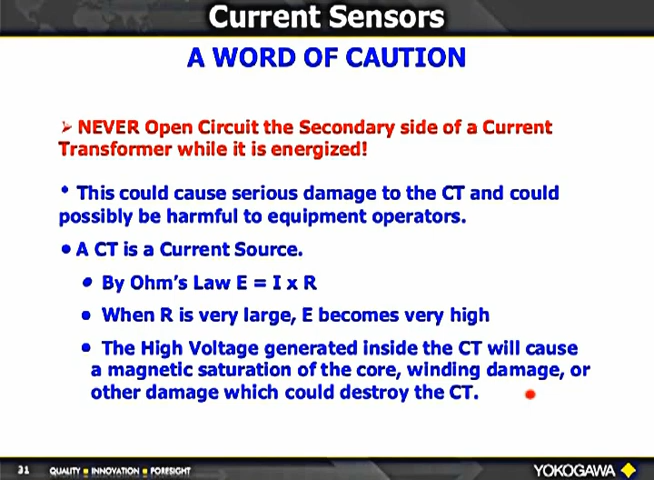 Current Sensors
A WORD OF CAUTION
➢ NEVER Open Circuit the Secondary side of a Current
Transformer while it is energized!
• This could cause serious damage to the CT and could
possibly be harmful to equipment operators.
• A CT is a Current Source.
• By Ohm's Law E = I x R
• When R is very large, E becomes very high
• The High Voltage generated inside the CT will cause
a magnetic saturation of the core, winding damage, or
other damage which could destroy the CT.
31 QUALITY ■ INNOVATION ■ FORESIGHT YOKOGAWA ◆